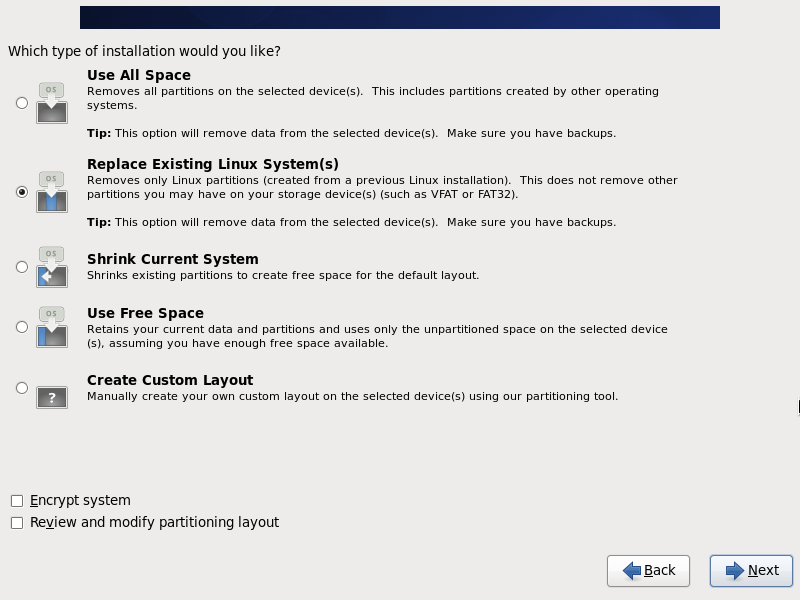 Which type of installation would you like?
Use All Space
Removes all partitions on the selected device(s).  This includes partitions created by other operating
systems.
Tip: This option will remove data from the selected device(s).  Make sure you have backups.
OS
Replace Existing Linux System(s)
Removes only Linux partitions (created from a previous Linux installation).  This does not remove other
partitions you may have on your storage device(s) (such as VFAT or FAT32).
Tip: This option will remove data from the selected device(s).  Make sure you have backups.
OS
Shrink Current System
Shrinks existing partitions to create free space for the default layout.
OS
Use Free Space
Retains your current data and partitions and uses only the unpartitioned space on the selected device
(s), assuming you have enough free space available.
OS
Create Custom Layout
Manually create your own custom layout on the selected device(s) using our partitioning tool.
?
Encrypt system
Review and modify partitioning layout
Back
Next